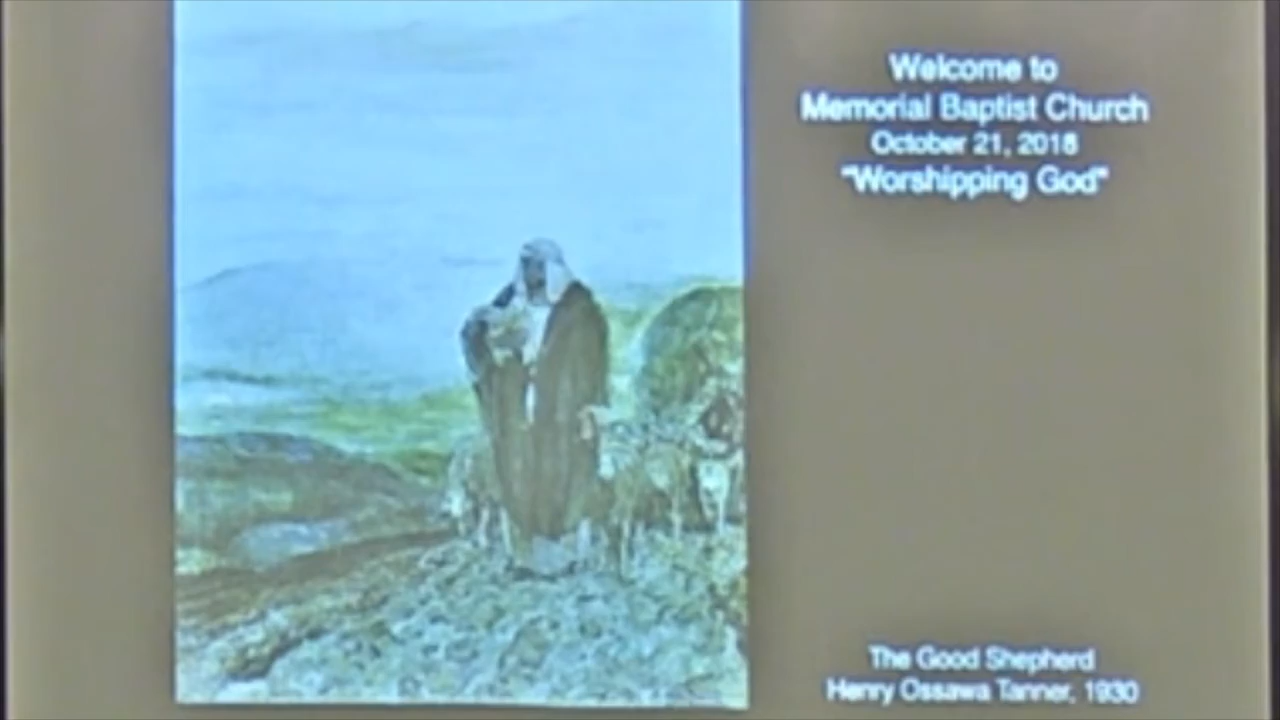 Welcome to
Memorial Baptist Church
October 21, 2018
"Worshipping God"
The Good Shepherd
Henry Ossawa Tanner, 1930